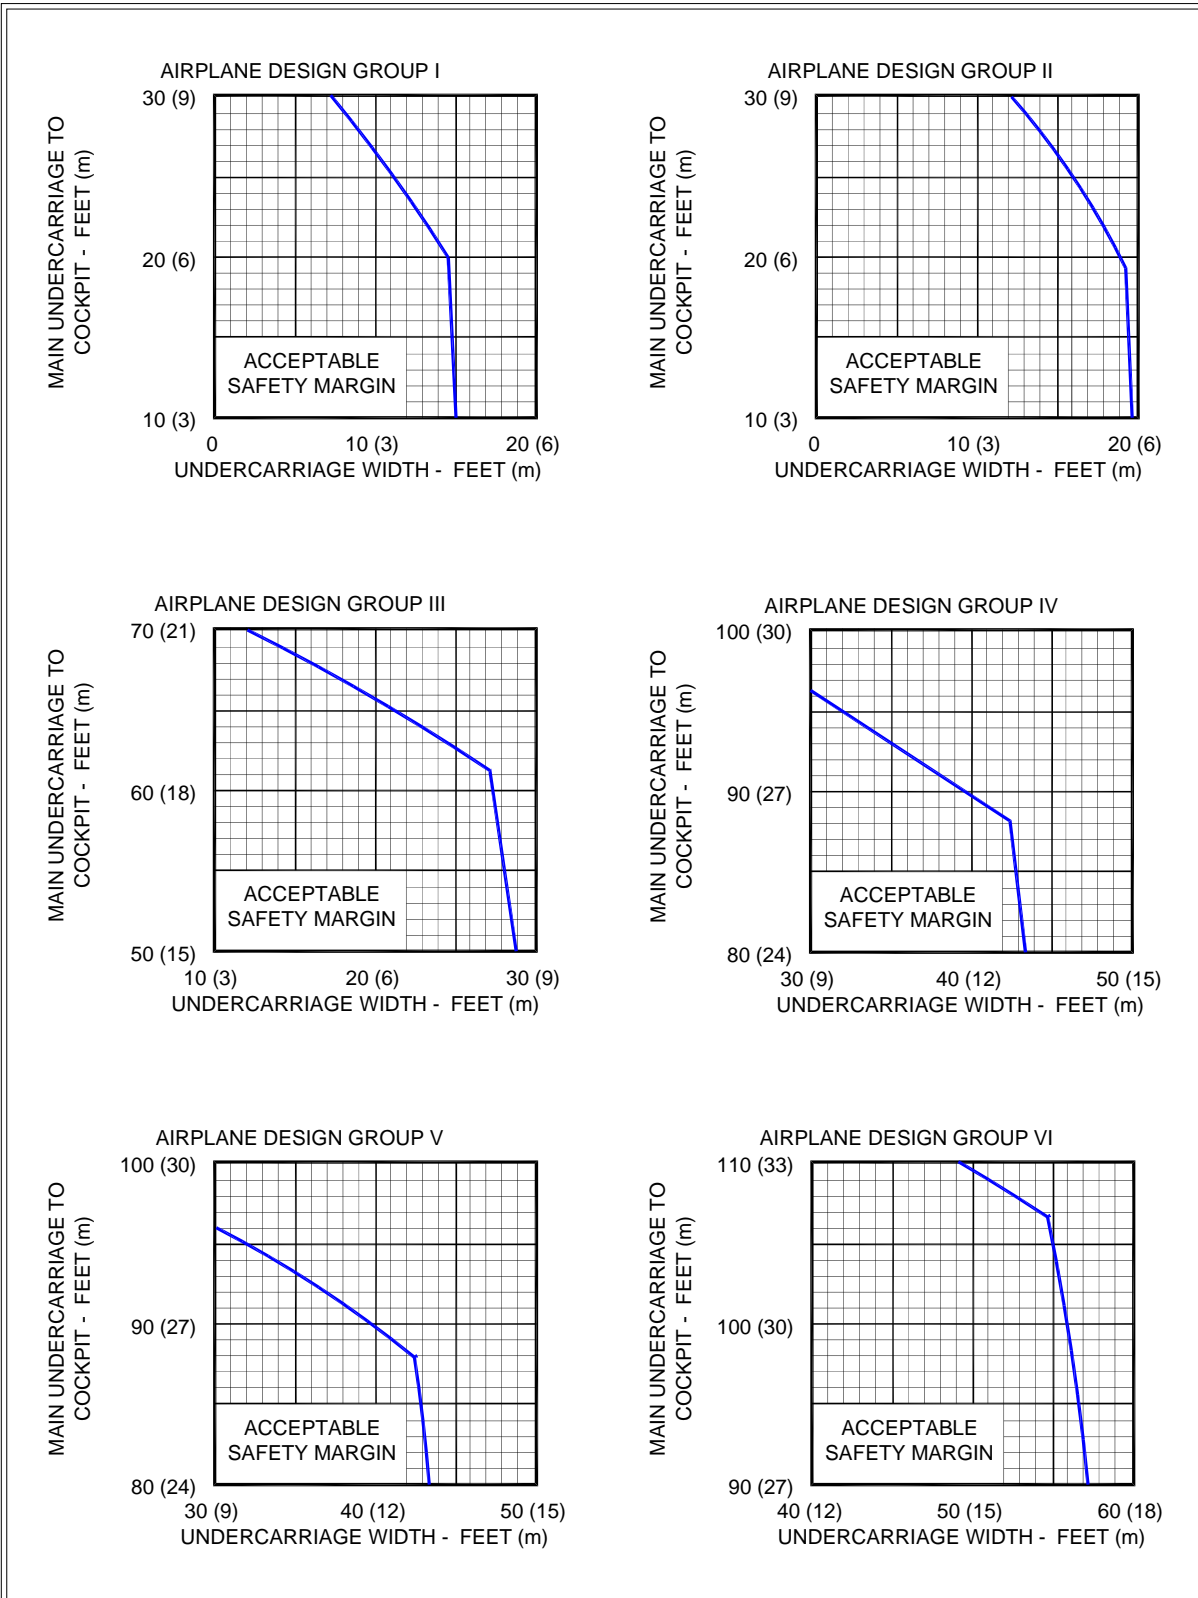 AIRPLANE DESIGN GROUP I
30 (9)
20 (6)
10 (3)
MAIN UNDERCARRIAGE TO
COCKPIT - FEET (m)
ACCEPTABLE
SAFETY MARGIN
0 10 (3) 20 (6)
UNDERCARRIAGE WIDTH - FEET (m)
AIRPLANE DESIGN GROUP II
30 (9)
20 (6)
10 (3)
MAIN UNDERCARRIAGE TO
COCKPIT - FEET (m)
ACCEPTABLE
SAFETY MARGIN
0 10 (3) 20 (6)
UNDERCARRIAGE WIDTH - FEET (m)
AIRPLANE DESIGN GROUP III
70 (21)
60 (18)
50 (15)
MAIN UNDERCARRIAGE TO
COCKPIT - FEET (m)
ACCEPTABLE
SAFETY MARGIN
10 (3) 20 (6) 30 (9)
UNDERCARRIAGE WIDTH - FEET (m)
AIRPLANE DESIGN GROUP IV
100 (30)
90 (27)
80 (24)
MAIN UNDERCARRIAGE TO
COCKPIT - FEET (m)
ACCEPTABLE
SAFETY MARGIN
30 (9) 40 (12) 50 (15)
UNDERCARRIAGE WIDTH - FEET (m)
AIRPLANE DESIGN GROUP V
100 (30)
90 (27)
80 (24)
MAIN UNDERCARRIAGE TO
COCKPIT - FEET (m)
ACCEPTABLE
SAFETY MARGIN
30 (9) 40 (12) 50 (15)
UNDERCARRIAGE WIDTH - FEET (m)
AIRPLANE DESIGN GROUP VI
110 (33)
100 (30)
90 (27)
MAIN UNDERCARRIAGE TO
COCKPIT - FEET (m)
ACCEPTABLE
SAFETY MARGIN
40 (12) 50 (15) 60 (18)
UNDERCARRIAGE WIDTH - FEET (m)